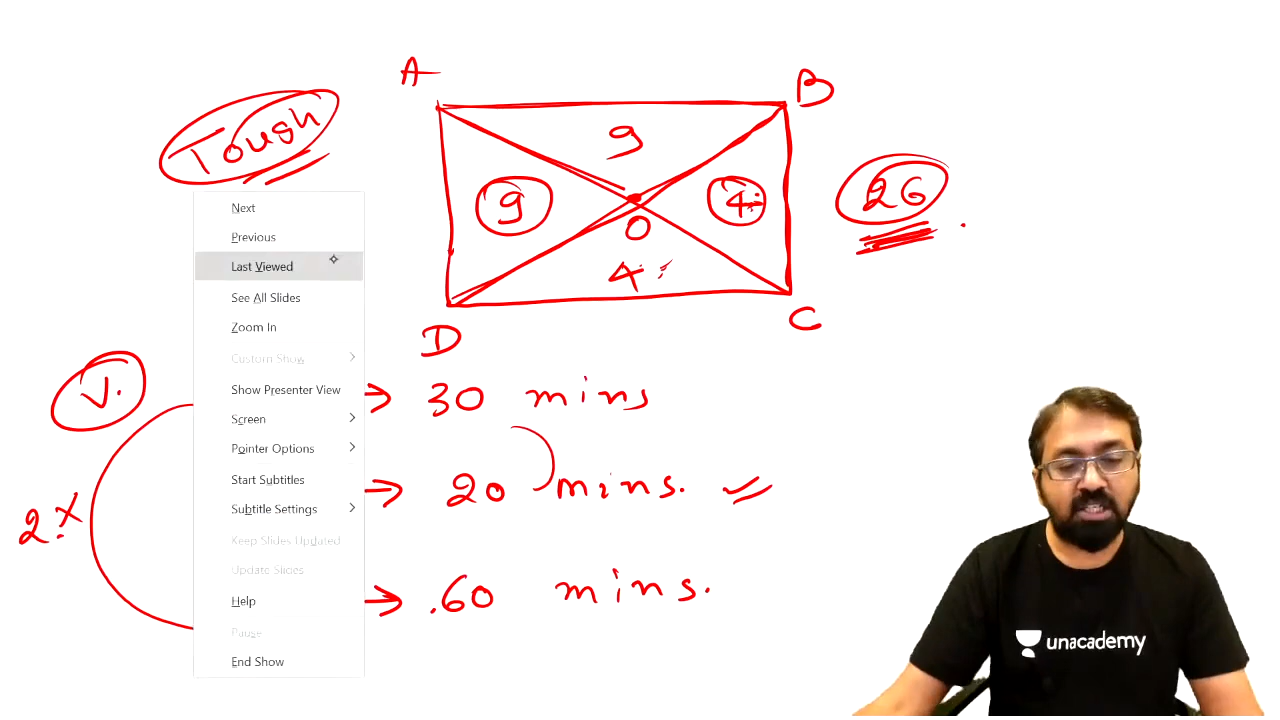 A
B
Tough
9
9
4
26
O
4
D
C
Next
Previous
Last Viewed
See All Slides
Zoom In
Custom Show
Show Presenter View
Screen
Pointer Options
Start Subtitles
Subtitle Settings
Keep Slides Updated
Update Slides
Help
Pause
End Show
V.
2x
→ 30 mins
→ 20 mins.
→ .60 mins.
unacademy